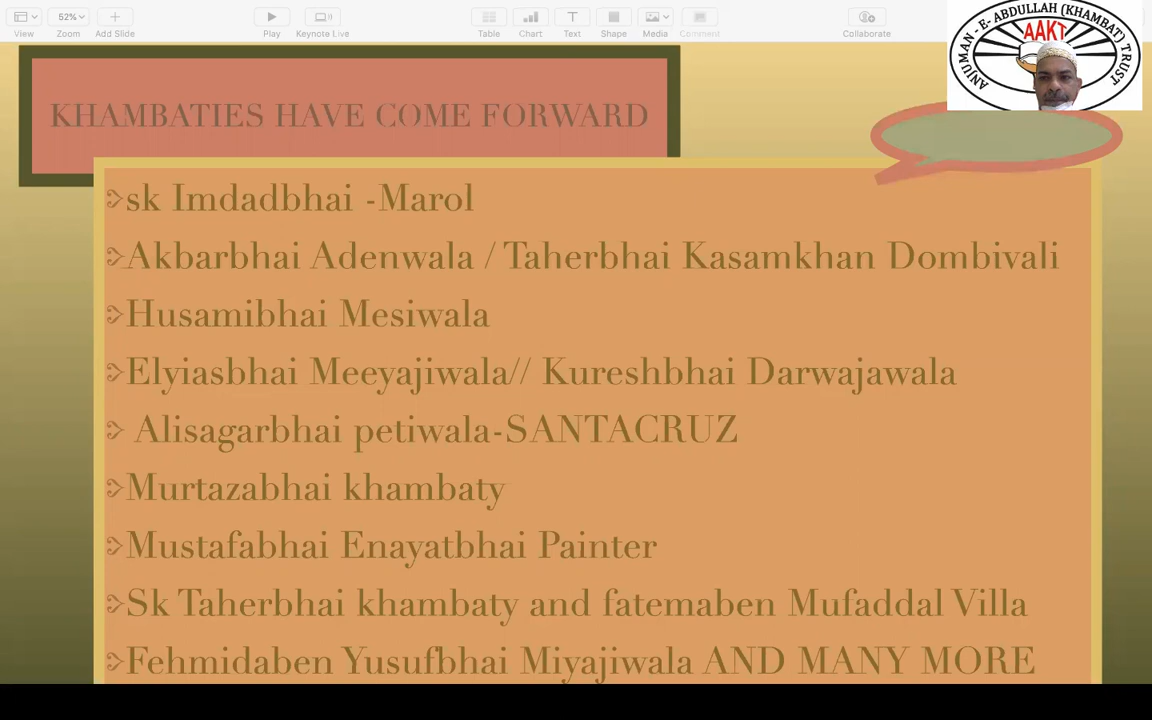 View
52%
Zoom
Add Slide
Play
Keynote Live
Table
Chart
Text
Shape
Media
Comment
Collaborate
ANJUMAN - E- ABDULLAH (KHAMBAT) TRUST
AAKT
KHAMBATIES HAVE COME FORWARD
sk Imdadbhai -Marol
Akbarbhai Adenwala / Taherbhai Kasamkhan Dombivali
Husamibhai Mesiwala
Elyiasbhai Meeyajiwala// Kureshbhai Darwajawala
Alisagarbhai petiwala-SANTACRUZ
Murtazabhai khambaty
Mustafabhai Enayatbhai Painter
Sk Taherbhai khambaty and fatemaben Mufaddal Villa
Fehmidaben Yusufbhai Miyajiwala AND MANY MORE